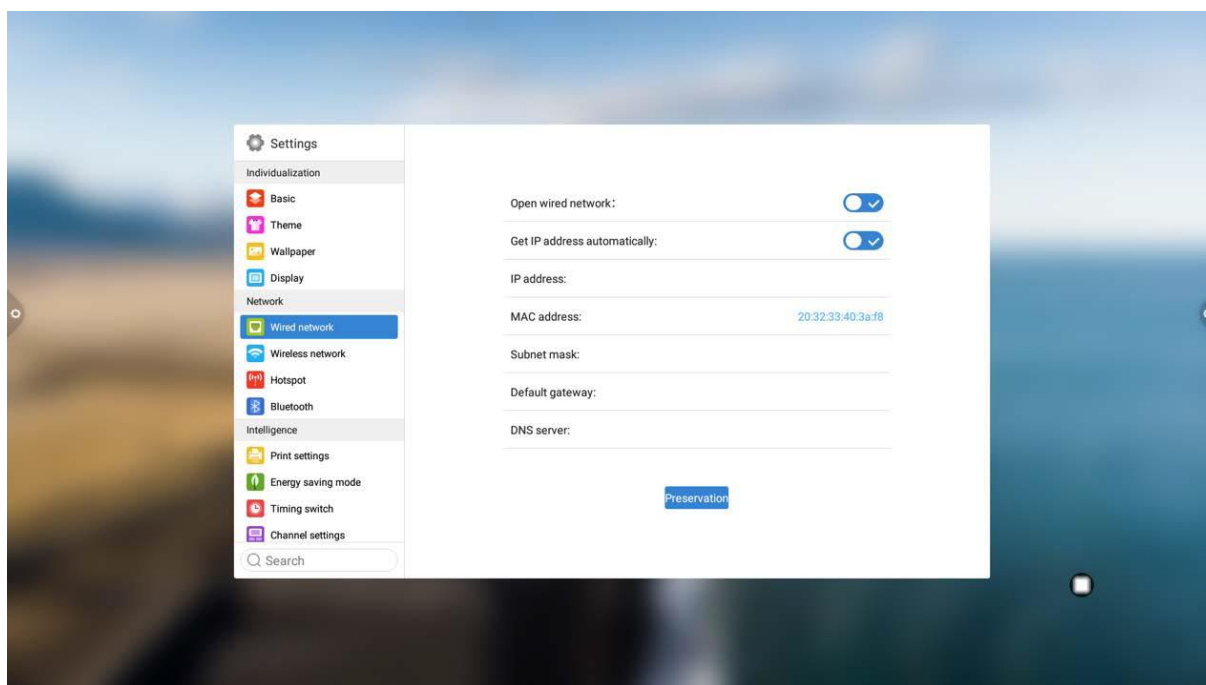 Settings
Individualization
Basic
Theme
Wallpaper
Display
Network
Wired network
Wireless network
Hotspot
Bluetooth
Intelligence
Print settings
Energy saving mode
Timing switch
Channel settings
Search
Open wired network:
Get IP address automatically:
IP address:
MAC address: 20:32:33:40:3a:f8
Subnet mask:
Default gateway:
DNS server:
Preservation